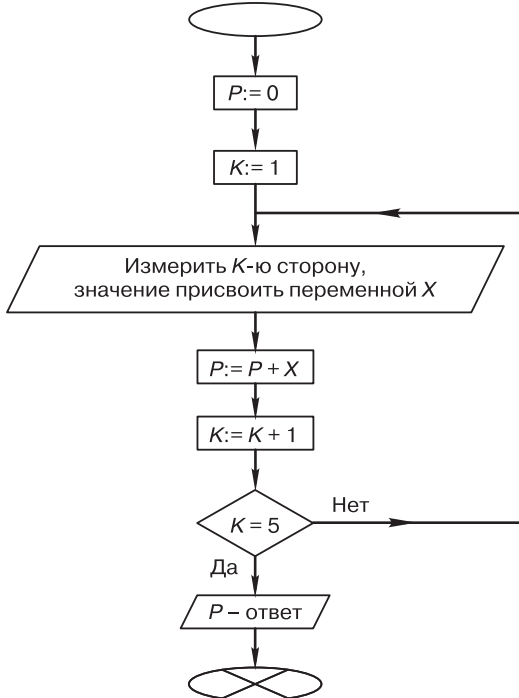 P:= 0
K:= 1
Измерить K-ю сторону,
значение присвоить переменной X
P:= P + X
K:= K + 1
K = 5
Нет
Да
P – ответ